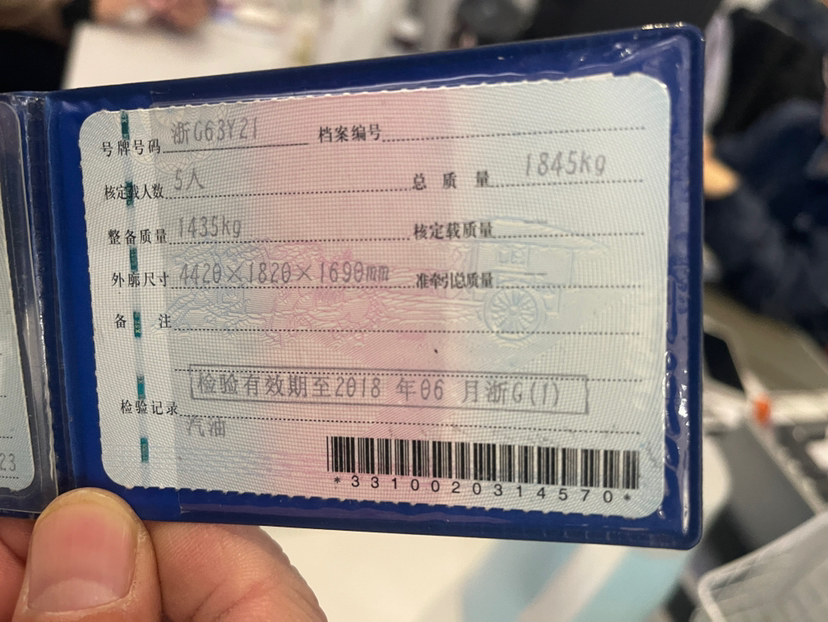 号牌号码 浙G63Y21 档案编号
核定载人数 5人 总质量 1845kg
整备质量 1435kg 核定载质量
外廓尺寸 4420×1820×1690mm 准牵引总质量
备注
检验有效期至2018 年06 月浙G(1)
检验记录
汽油
*3310020314570*
23